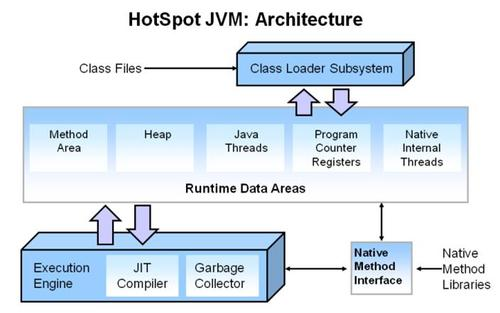 HotSpot JVM: Architecture
Class Files
Class Loader Subsystem
Method
Area
Heap
Java
Threads
Program
Counter
Registers
Native
Internal
Threads
Runtime Data Areas
Execution
Engine
JIT
Compiler
Garbage
Collector
Native
Method
Interface
Native
Method
Libraries